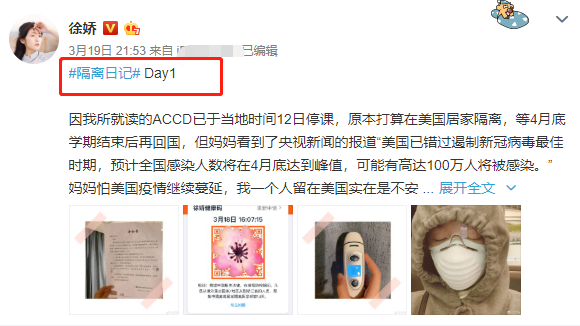 徐娇
3月19日 21:53 来自 已编辑
#隔离日记# Day1
因我所就读的ACCD已于当地时间12日停课，原本打算在美国居家隔离，等4月底
学期结束后再回国，但妈妈看到了央视新闻的报道“美国已错过遏制新冠病毒最佳
时期，预计全国感染人数将在4月底达到峰值，可能有高达100万人将被感染。”
妈妈怕美国疫情继续蔓延，我一个人留在美国实在是不安 ... 展开全文
徐娇健康码
3月18日 16:07:15